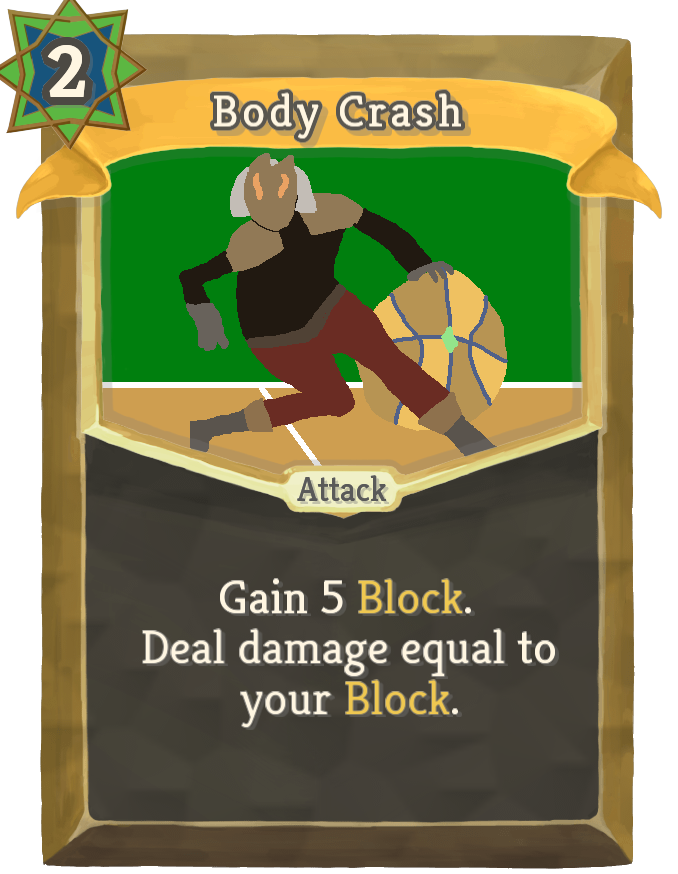 2
Body Crash
Attack
Gain 5 Block.
Deal damage equal to
your Block.